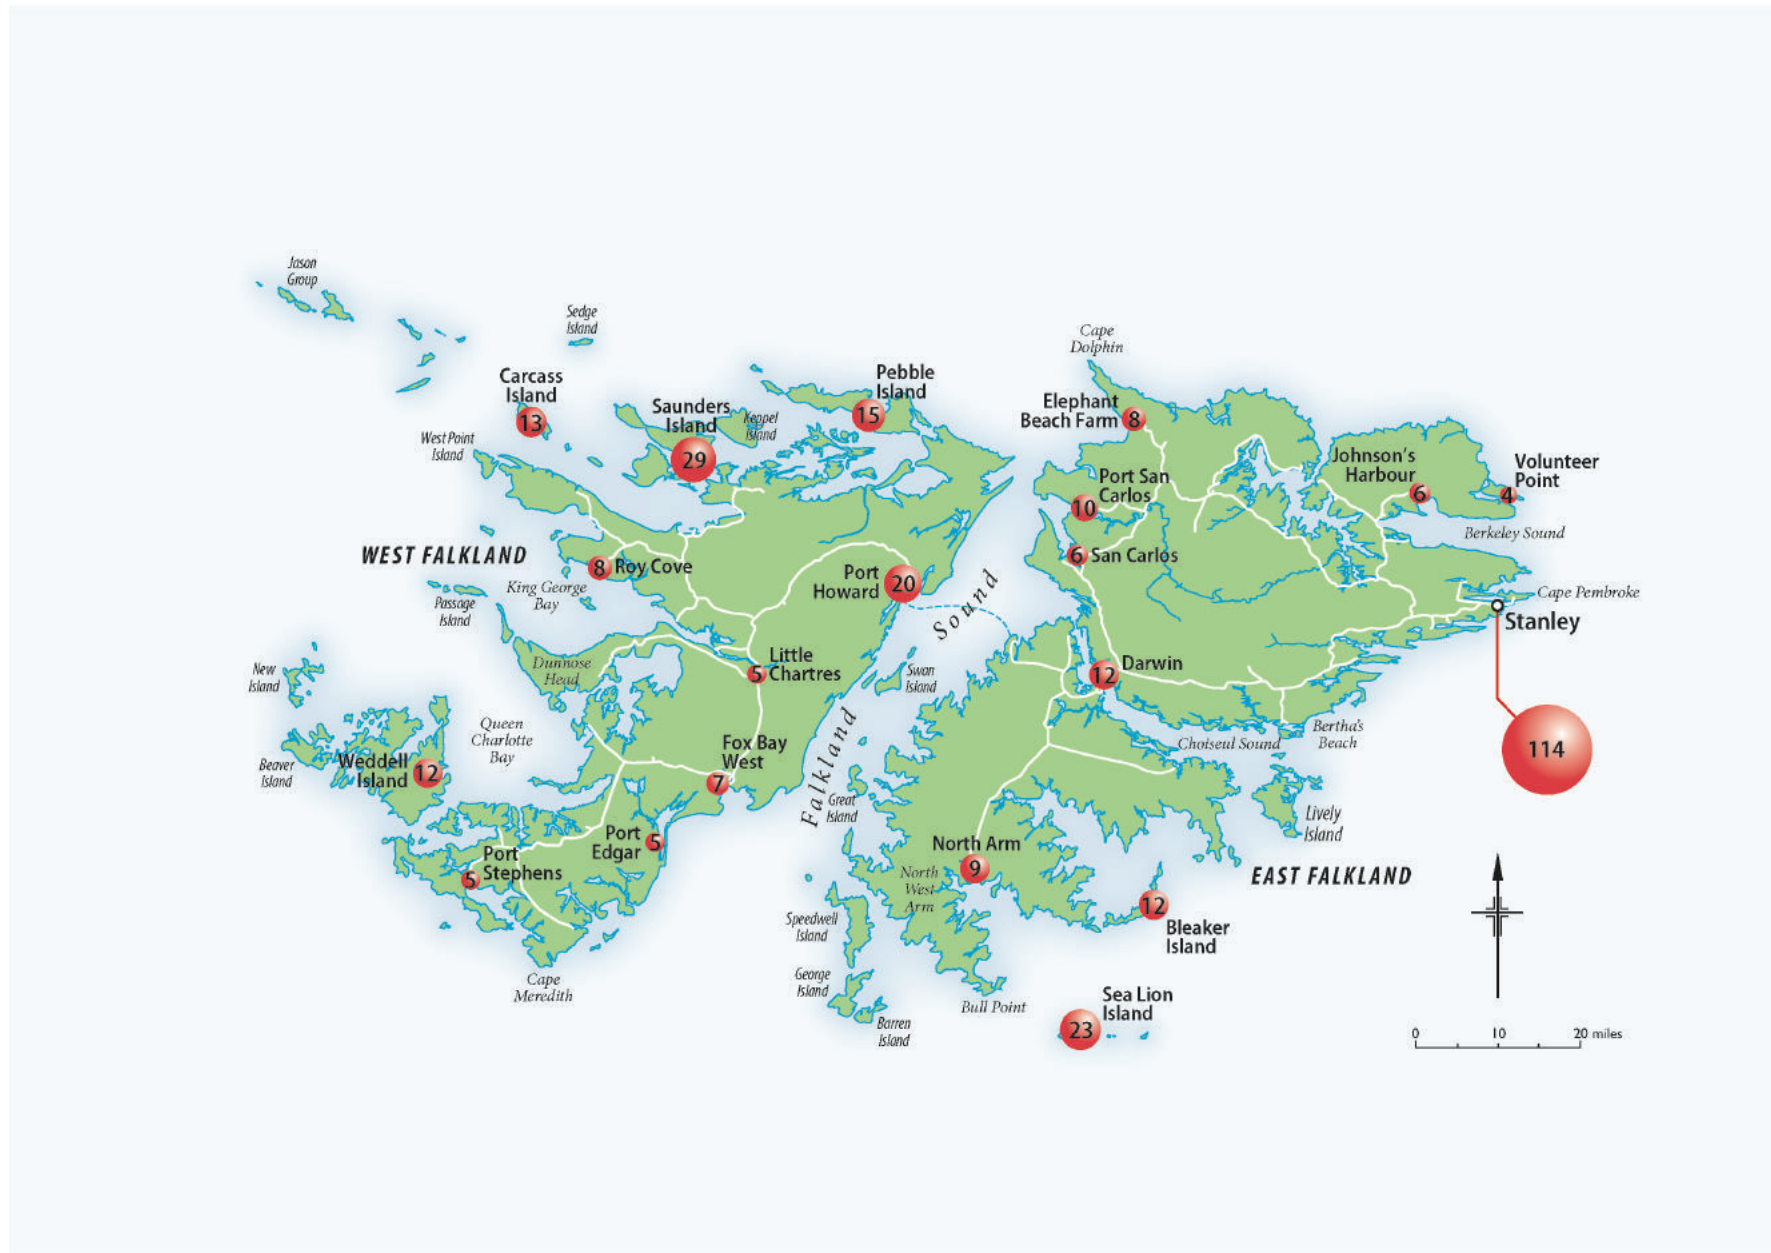 Jason
Group
Sedge
Island
Cape
Dolphin
Carcass
Island
13
Saunders
Island
29
Keppel
Island
Pebble
Island
15
Elephant
Beach Farm
8
West Point
Island
Johnson's
Harbour
6
Volunteer
Point
4
Port San
Carlos
10
Berkeley Sound
WEST FALKLAND
6
San Carlos
8
Roy Cove
King George
Bay
Port
Howard
20
Passage
Island
Cape Pembroke
Stanley
114
Falkland Sound
New
Island
Dunnose
Head
5
Little
Chartres
Swan
Island
12
Darwin
Queen
Charlotte
Bay
Fox Bay
West
7
Choiseul Sound
Bertha's
Beach
Beaver
Island
Weddell
Island
12
Great
Island
Lively
Island
Port
Edgar
5
Port
Stephens
5
North Arm
9
North
West
Arm
EAST FALKLAND
12
Bleaker
Island
Speedwell
Island
George
Island
Cape
Meredith
Barren
Island
Bull Point
Sea Lion
Island
23
0
10
20 miles